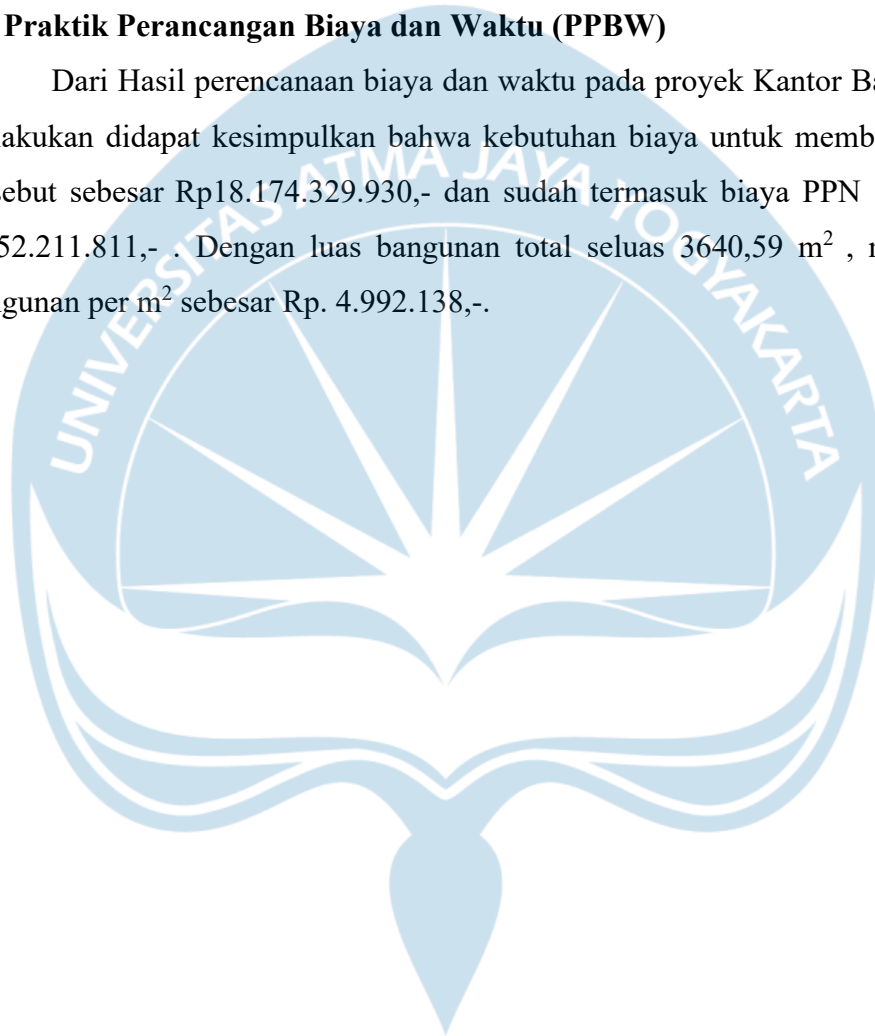 Praktik Perancangan Biaya dan Waktu (PPBW)
Dari Hasil perencanaan biaya dan waktu pada proyek Kantor Ba
lakukan didapat kesimpulkan bahwa kebutuhan biaya untuk memb
sebut sebesar Rp18.174.329.930,- dan sudah termasuk biaya PPN
52.211.811,- . Dengan luas bangunan total seluas 3640,59 m² ,
gunan per m² sebesar Rp. 4.992.138,-.
UNIVERSITAS ATMA JAYA YOGYAKARTA